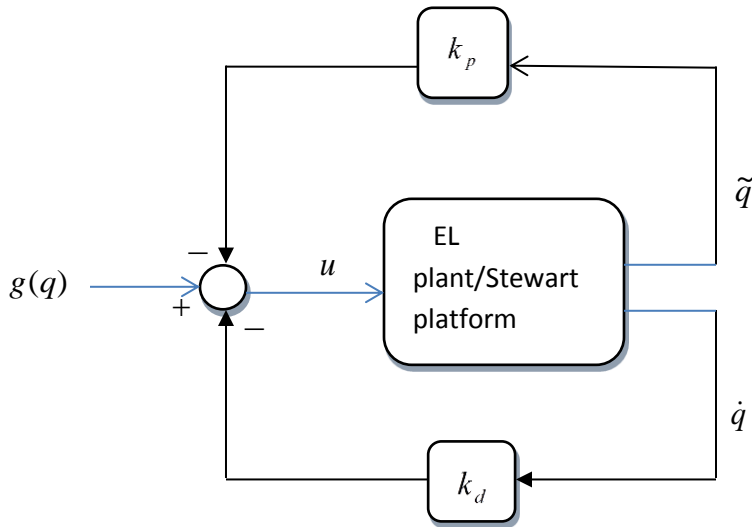 k_p
q̃
EL
plant/Stewart
platform
−
u
g(q)
+
−
q̇
k_d